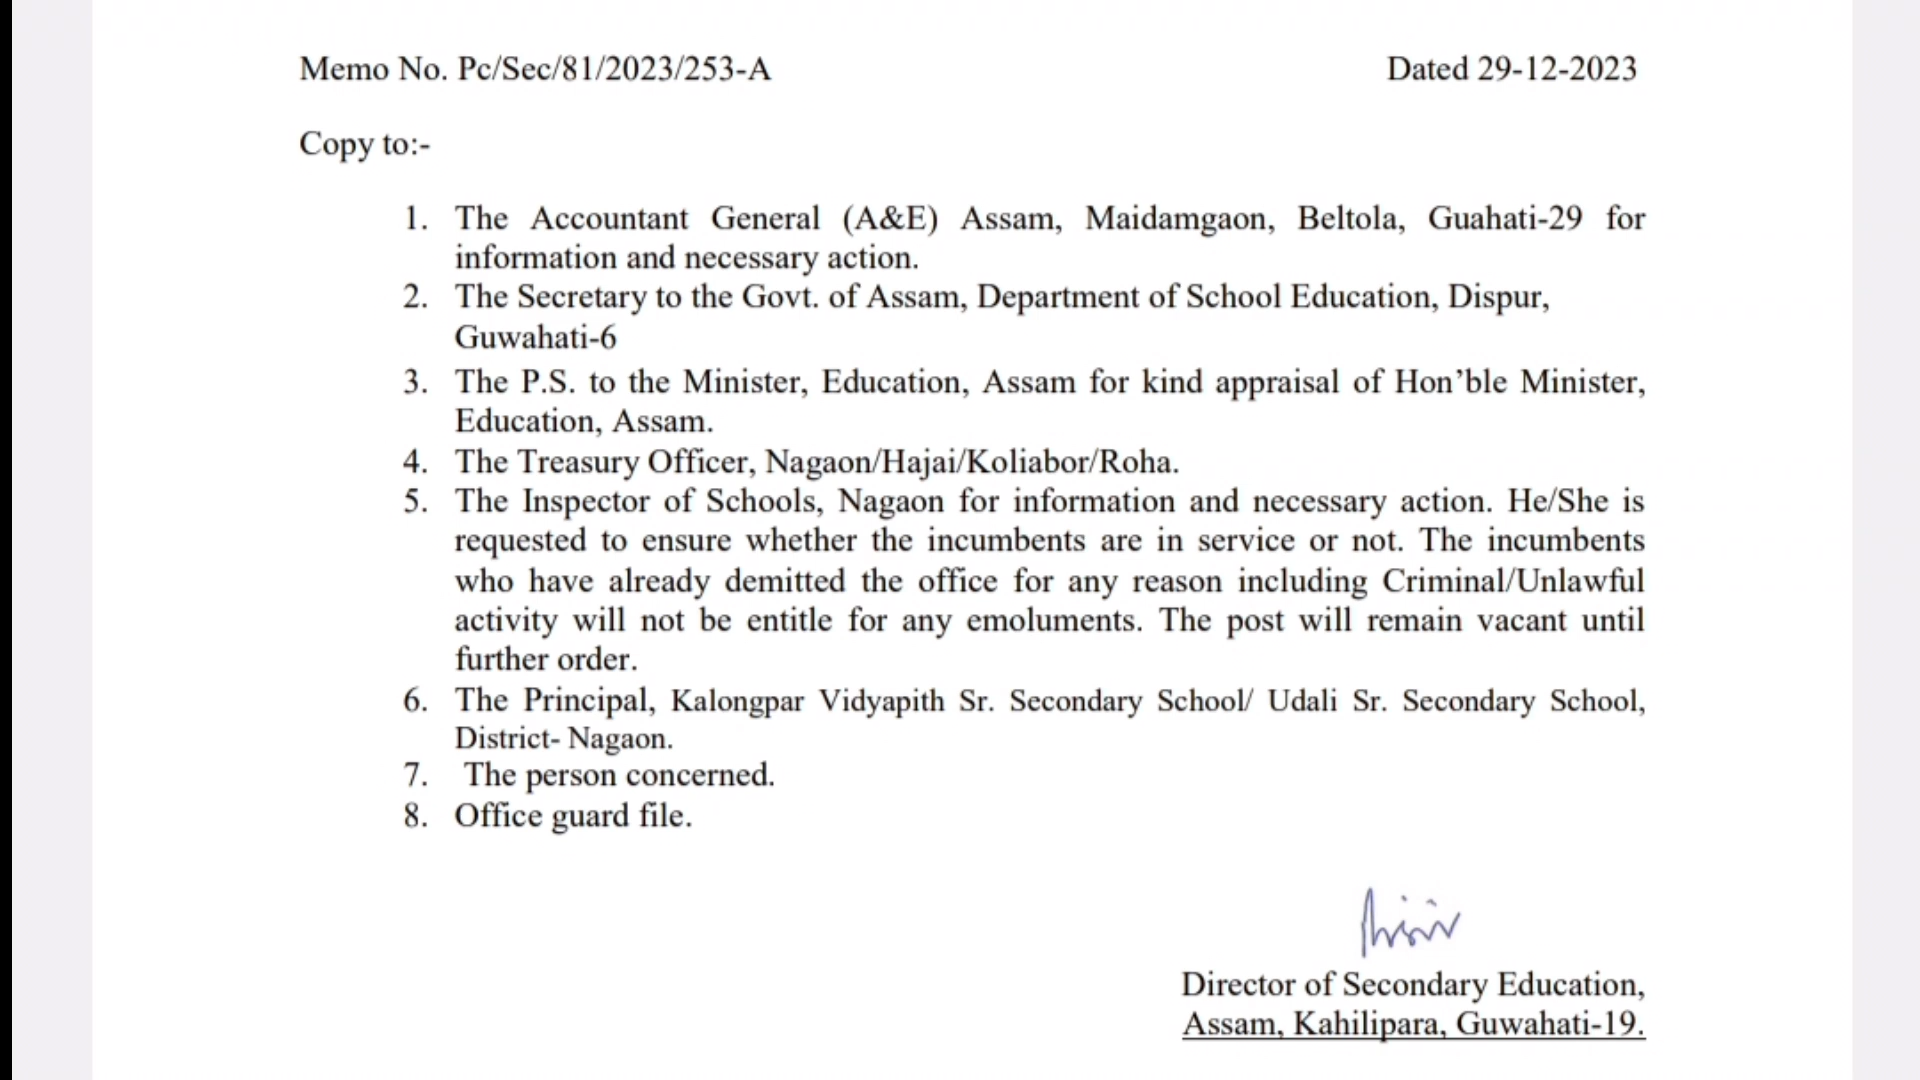 Memo No. Pc/Sec/81/2023/253-A Dated 29-12-2023
Copy to:-
1. The Accountant General (A&E) Assam, Maidamgaon, Beltola, Guahati-29 for
information and necessary action.
2. The Secretary to the Govt. of Assam, Department of School Education, Dispur,
Guwahati-6
3. The P.S. to the Minister, Education, Assam for kind appraisal of Hon’ble Minister,
Education, Assam.
4. The Treasury Officer, Nagaon/Hajai/Koliabor/Roha.
5. The Inspector of Schools, Nagaon for information and necessary action. He/She is
requested to ensure whether the incumbents are in service or not. The incumbents
who have already demitted the office for any reason including Criminal/Unlawful
activity will not be entitle for any emoluments. The post will remain vacant until
further order.
6. The Principal, Kalongpar Vidyapith Sr. Secondary School/ Udali Sr. Secondary School,
District- Nagaon.
7. The person concerned.
8. Office guard file.
Director of Secondary Education,
Assam, Kahilipara, Guwahati-19.